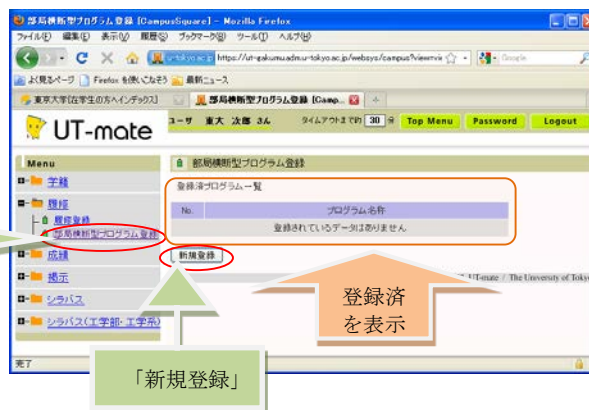 部局横断型プログラム登録 [CampusSquare] - Mozilla Firefox
ファイル(F) 編集(E) 表示(V) 履歴(S) ブックマーク(B) ツール(T) ヘルプ(H)
https://ut-gakumu.adm.u-tokyo.ac.jp/websys/campus?
Google
よく見るページ Firefox を使いこなそう 最新ニュース
東京大学[在学生の方へインデックス]
部局横断型プログラム登録 [Camp...
UT-mate
ユーザ 東大 次郎 さん
タイムアウトまで約 30 分
Top Menu Password Logout
Menu
学籍
履修
履修登録
部局横断型プログラム登録
成績
掲示
シラバス
シラバス(工学部・工学系)
部局横断型プログラム登録
登録済プログラム一覧
No. プログラム名称
登録されているデータはありません
新規登録
UT-mate / The University of Tokyo
登録済
を表示
「新規登録」
完了